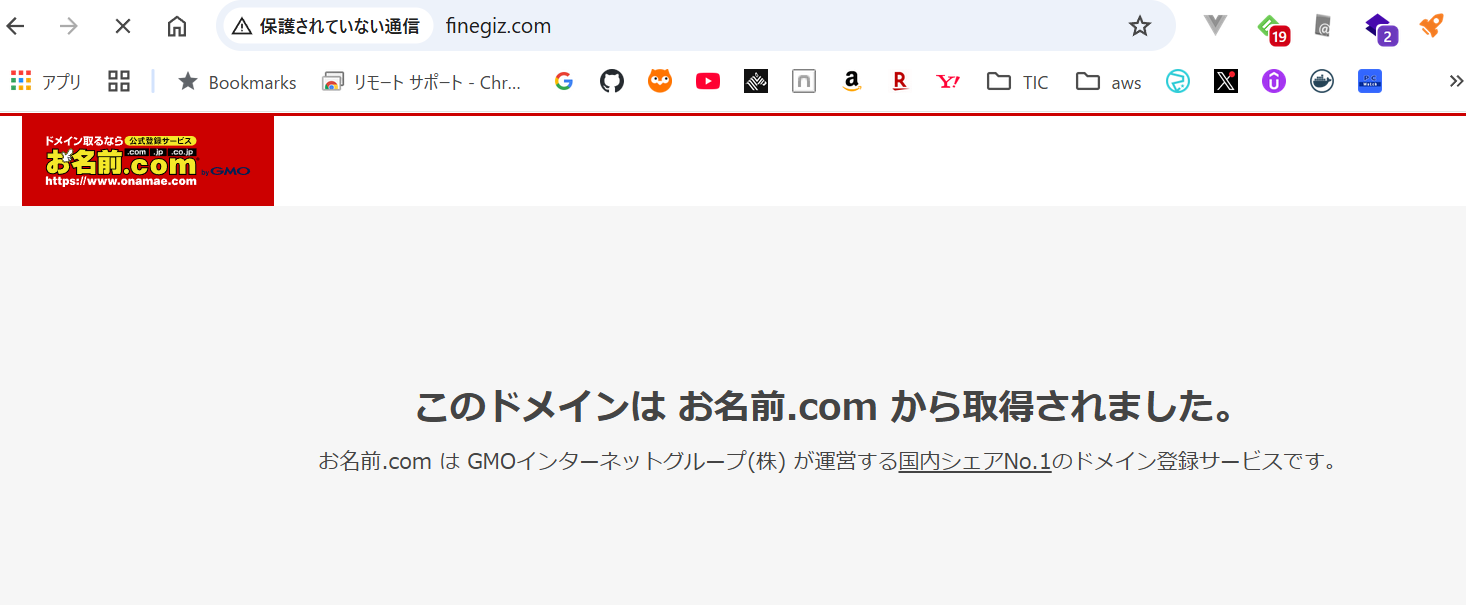 保護されていない通信 finegiz.com
19
2
アプリ Bookmarks リモート サポート - Chr... TIC aws
ドメイン取るなら 公式登録サービス
お名前.com .com .jp .co.jp by GMO
https://www.onamae.com
このドメインは お名前.com から取得されました。
お名前.com は GMOインターネットグループ(株) が運営する国内シェアNo.1のドメイン登録サービスです。